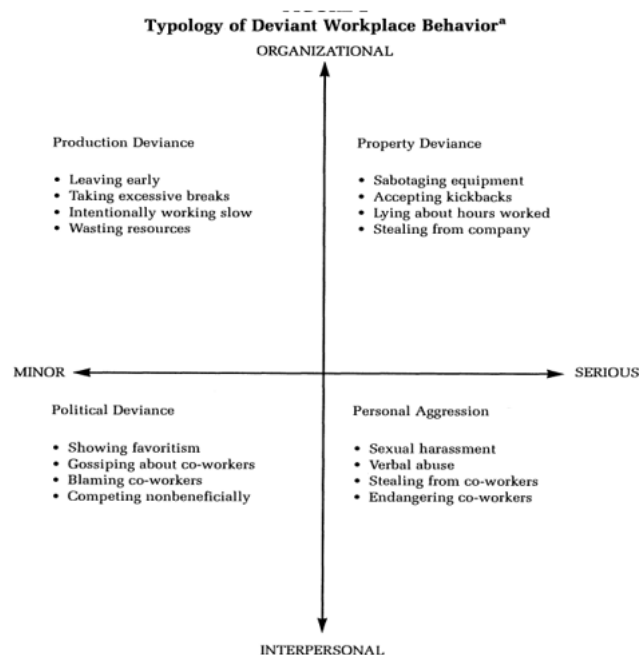 Typology of Deviant Workplace Behaviorᵃ
ORGANIZATIONAL
Production Deviance
• Leaving early
• Taking excessive breaks
• Intentionally working slow
• Wasting resources
Property Deviance
• Sabotaging equipment
• Accepting kickbacks
• Lying about hours worked
• Stealing from company
MINOR
SERIOUS
Political Deviance
• Showing favoritism
• Gossiping about co-workers
• Blaming co-workers
• Competing nonbeneficially
Personal Aggression
• Sexual harassment
• Verbal abuse
• Stealing from co-workers
• Endangering co-workers
INTERPERSONAL